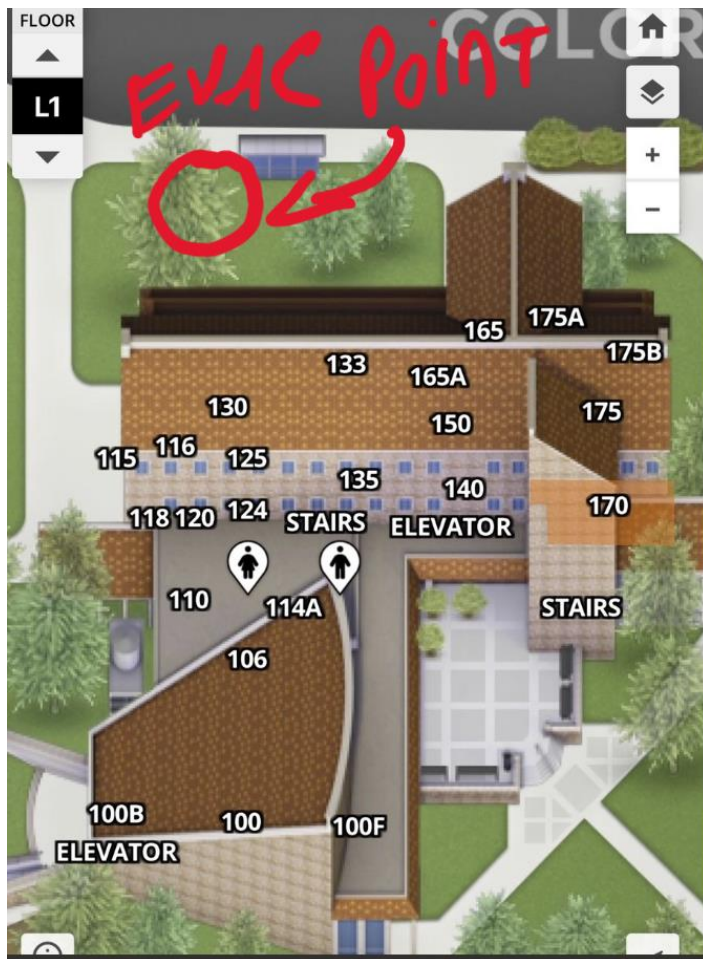 FLOOR
COLOR
L1
EVAC POINT
165
175A
133
175B
165A
130
150
175
116
115
125
135
140
170
118
120
124
STAIRS
ELEVATOR
110
114A
STAIRS
106
100B
100
100F
ELEVATOR